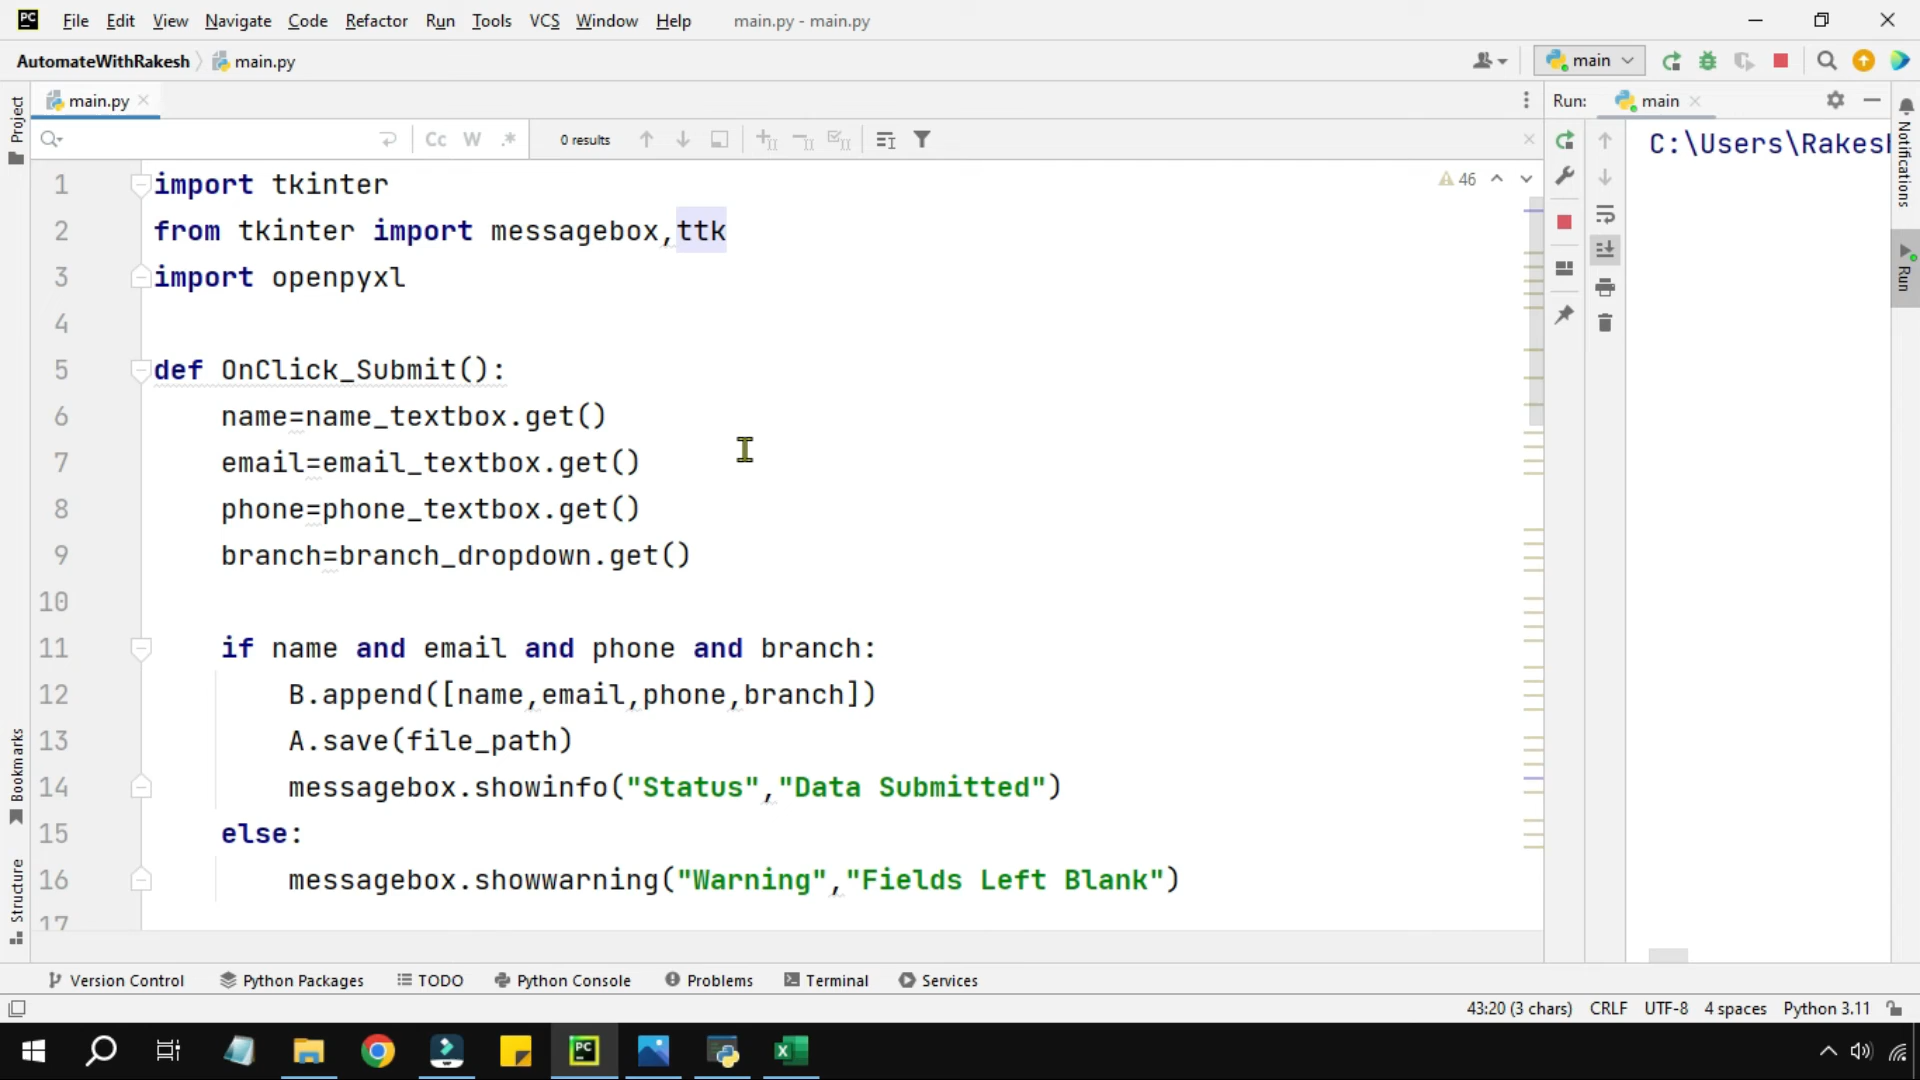 PC File Edit View Navigate Code Refactor Run Tools VCS Window Help main.py - main.py
AutomateWithRakesh main.py main
main.py Run: main
Cc W .* 0 results
C:\Users\Rakesh
46
1 import tkinter
2 from tkinter import messagebox,ttk
3 import openpyxl
4
5 def OnClick_Submit():
6 name=name_textbox.get()
7 email=email_textbox.get()
8 phone=phone_textbox.get()
9 branch=branch_dropdown.get()
10
11 if name and email and phone and branch:
12 B.append([name,email,phone,branch])
13 A.save(file_path)
14 messagebox.showinfo("Status","Data Submitted")
15 else:
16 messagebox.showwarning("Warning","Fields Left Blank")
17
Project
Bookmarks
Structure
Notifications
Run
Version Control Python Packages TODO Python Console Problems Terminal Services
43:20 (3 chars) CRLF UTF-8 4 spaces Python 3.11
PC